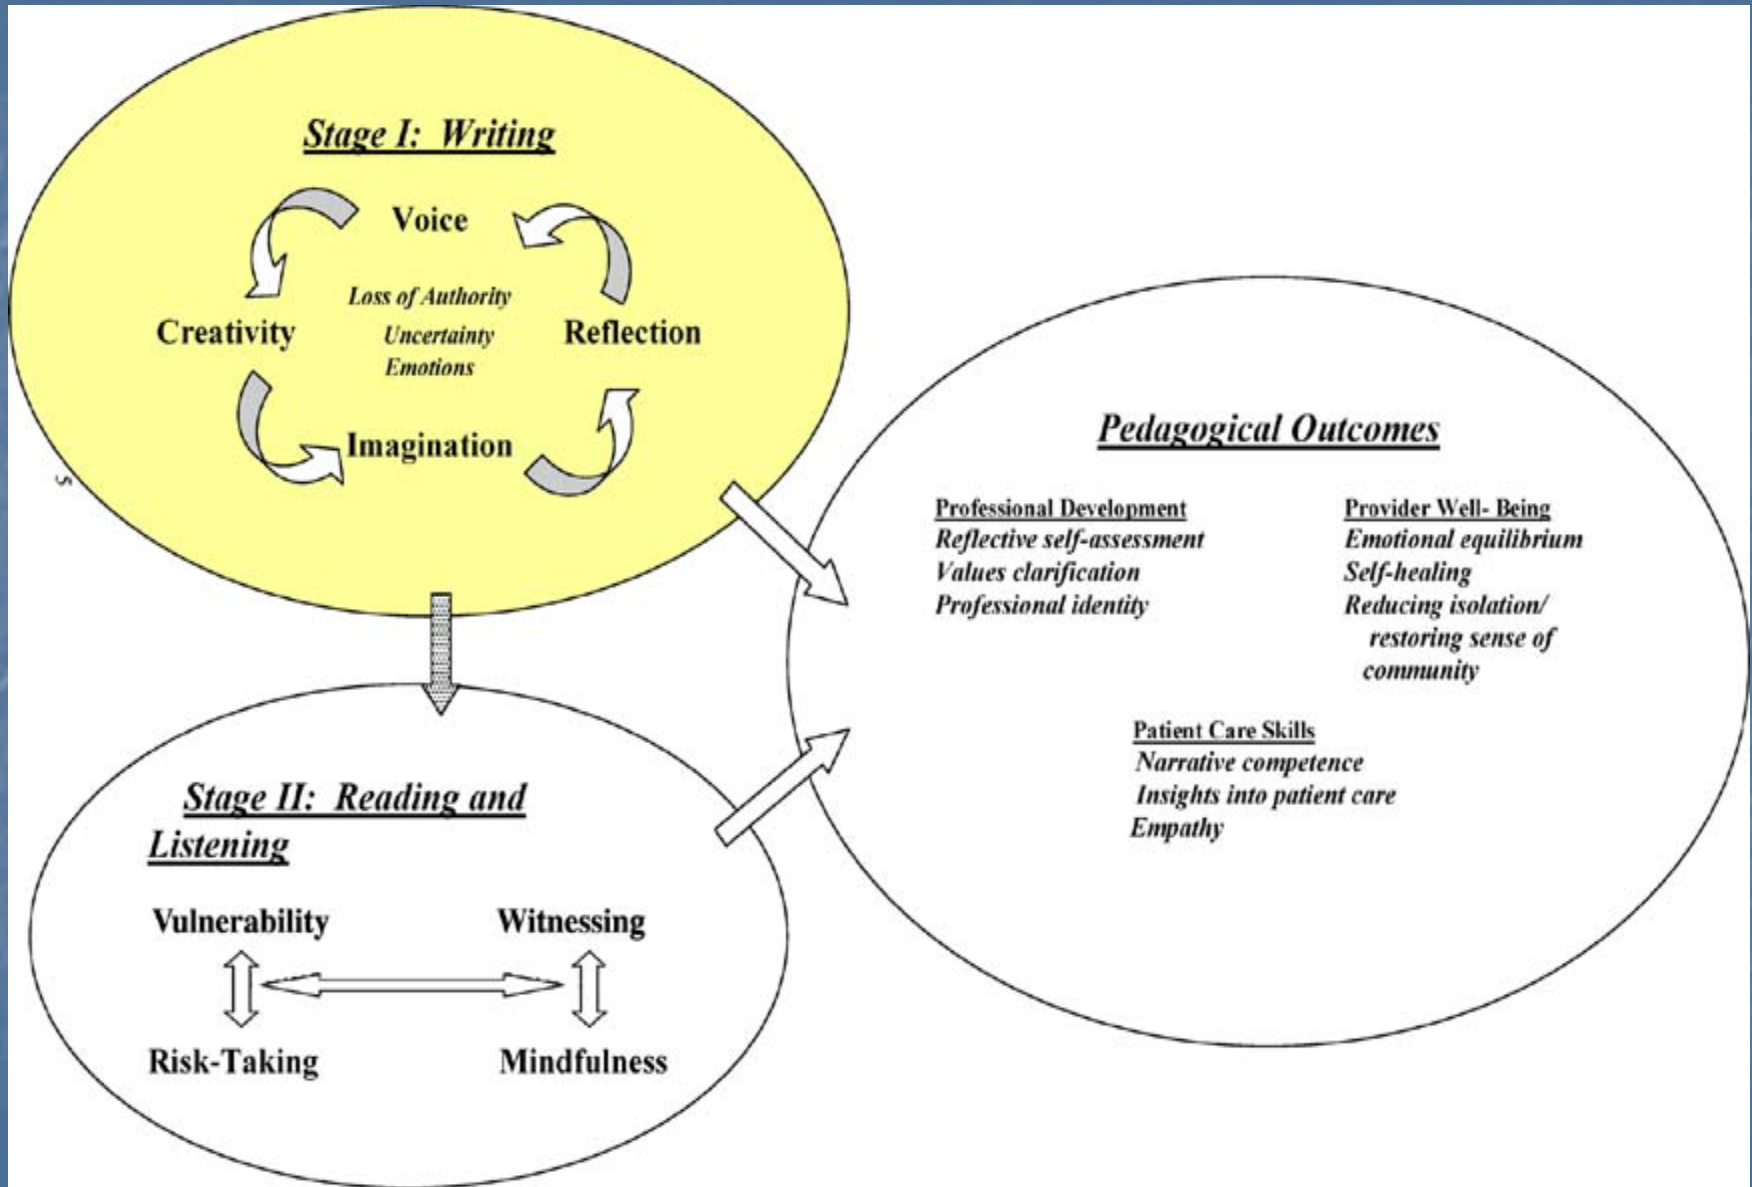 Stage I: Writing
Voice
Loss of Authority
Creativity
Uncertainty
Reflection
Emotions
Imagination
$
Stage II: Reading and
Listening
Vulnerability
Witnessing
Risk-Taking
Mindfulness
Pedagogical Outcomes
Professional Development
Reflective self-assessment
Values clarification
Professional identity
Provider Well- Being
Emotional equilibrium
Self-healing
Reducing isolation/
restoring sense of
community
Patient Care Skills
Narrative competence
Insights into patient care
Empathy